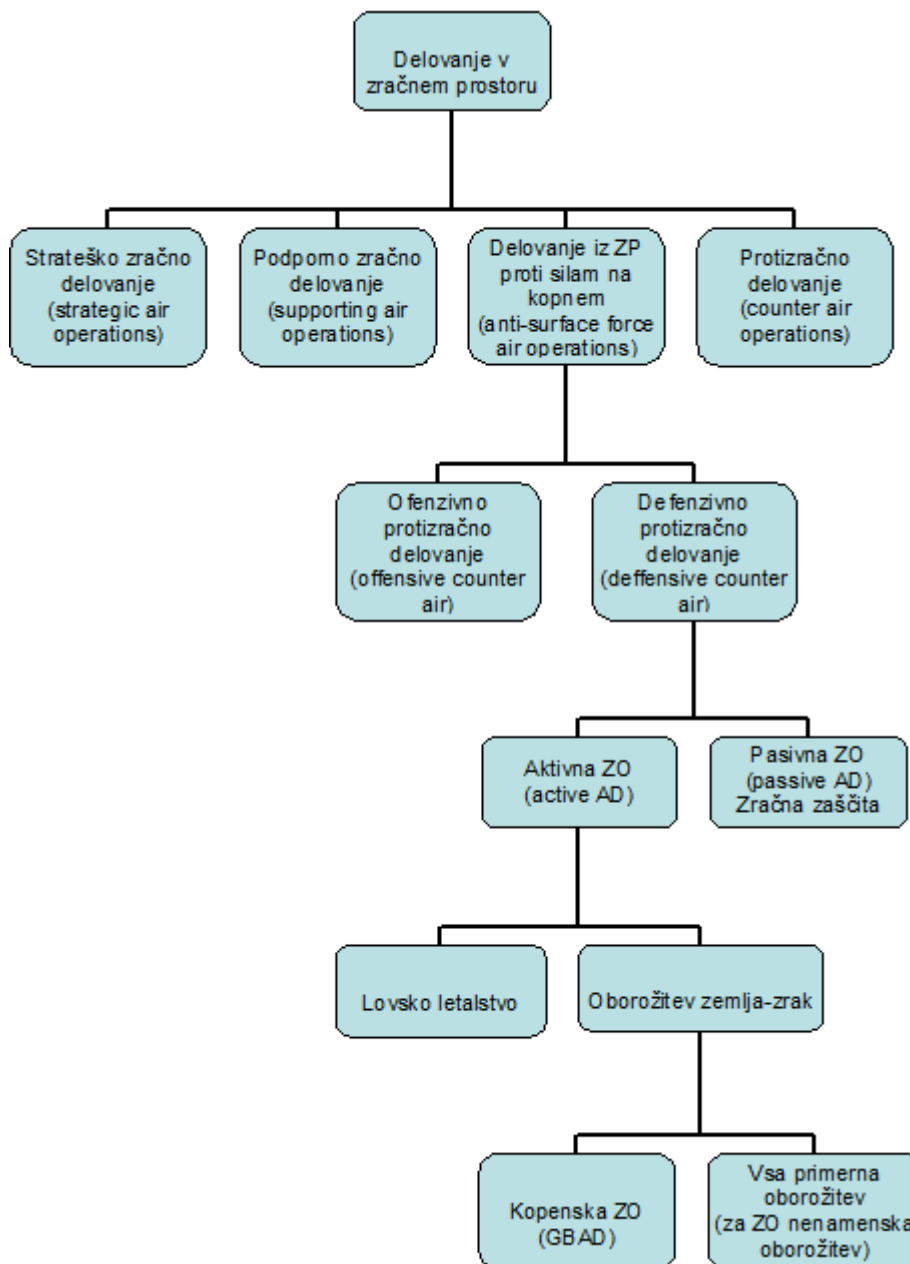 Delovanje v
zračnem prostoru
Strateško zračno
delovanje
(strategic air
operations)
Podporno zračno
delovanje
(supporting air
operations)
Delovanje iz ZP
proti silam na
kopnem
(anti-surface force
air operations)
Protizračno
delovanje
(counter air
operations)
Ofenzivno
protizračno
delovanje
(offensive counter
air)
Defenzivno
protizračno
delovanje
(deffensive counter
air)
Aktivna ZO
(active AD)
Pasivna ZO
(passive AD)
Zračna zaščita
Lovsko letalstvo
Oborožitev zemlja-zrak
Kopenska ZO
(GBAD)
Vsa primerna
oborožitev
(za ZO nenamenska
oborožitev)